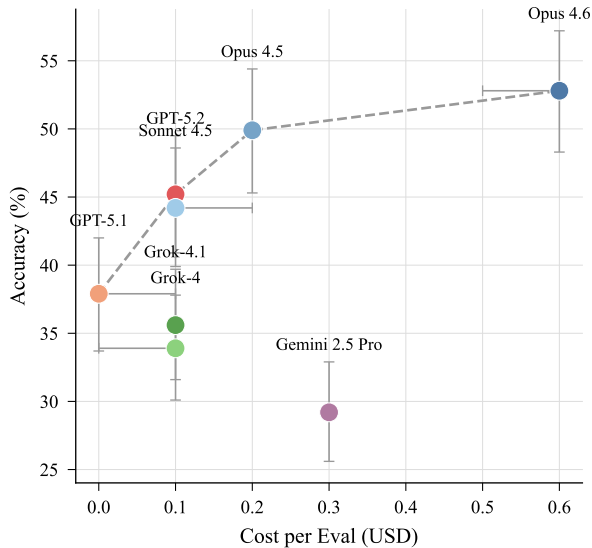 Opus 4.6
Opus 4.5
GPT-5.2
Sonnet 4.5
GPT-5.1
Grok-4.1
Grok-4
Gemini 2.5 Pro
55
50
45
40
35
30
25
Accuracy (%)
0.0 0.1 0.2 0.3 0.4 0.5 0.6
Cost per Eval (USD)